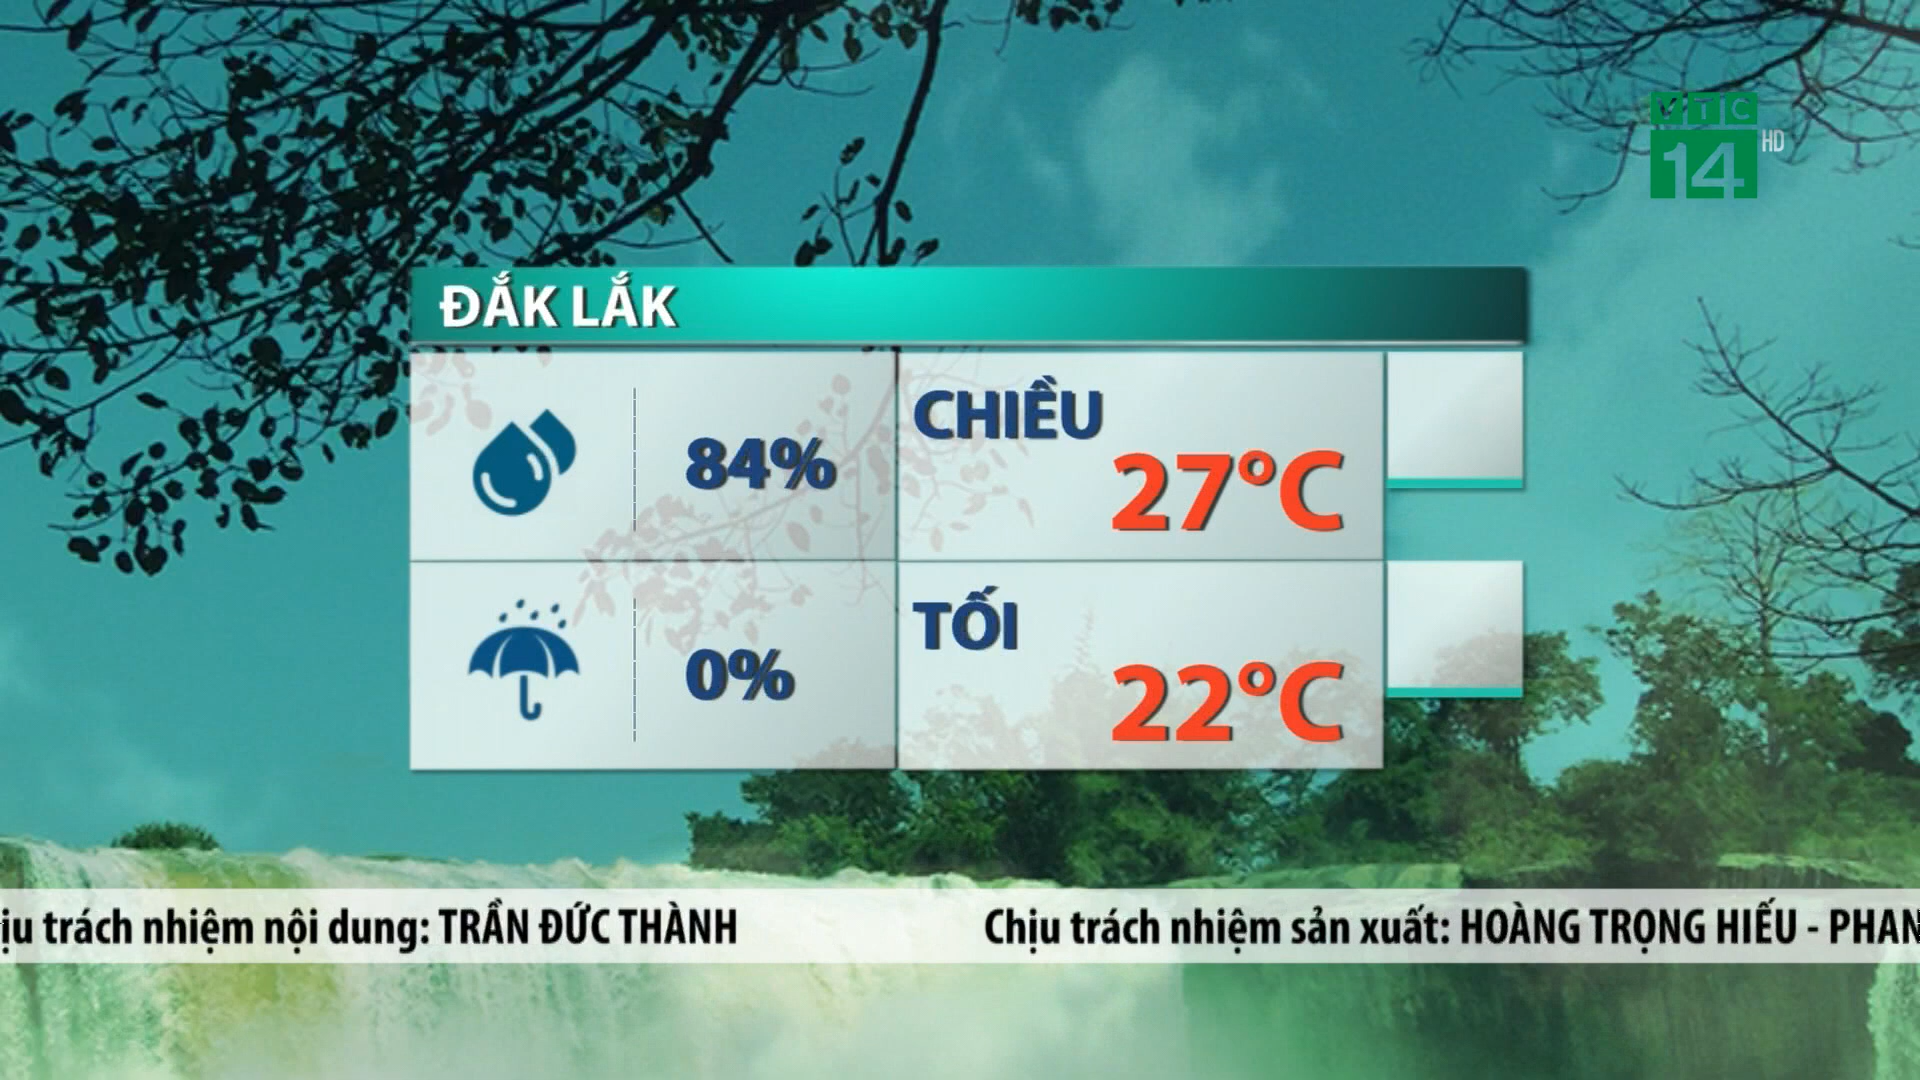 VTC
14 HD
ĐẮK LẮK
84%
CHIỀU
27°C
0%
TỐI
22°C
ịu trách nhiệm nội dung: TRẦN ĐỨC THÀNH
Chịu trách nhiệm sản xuất: HOÀNG TRỌNG HIẾU - PHAN